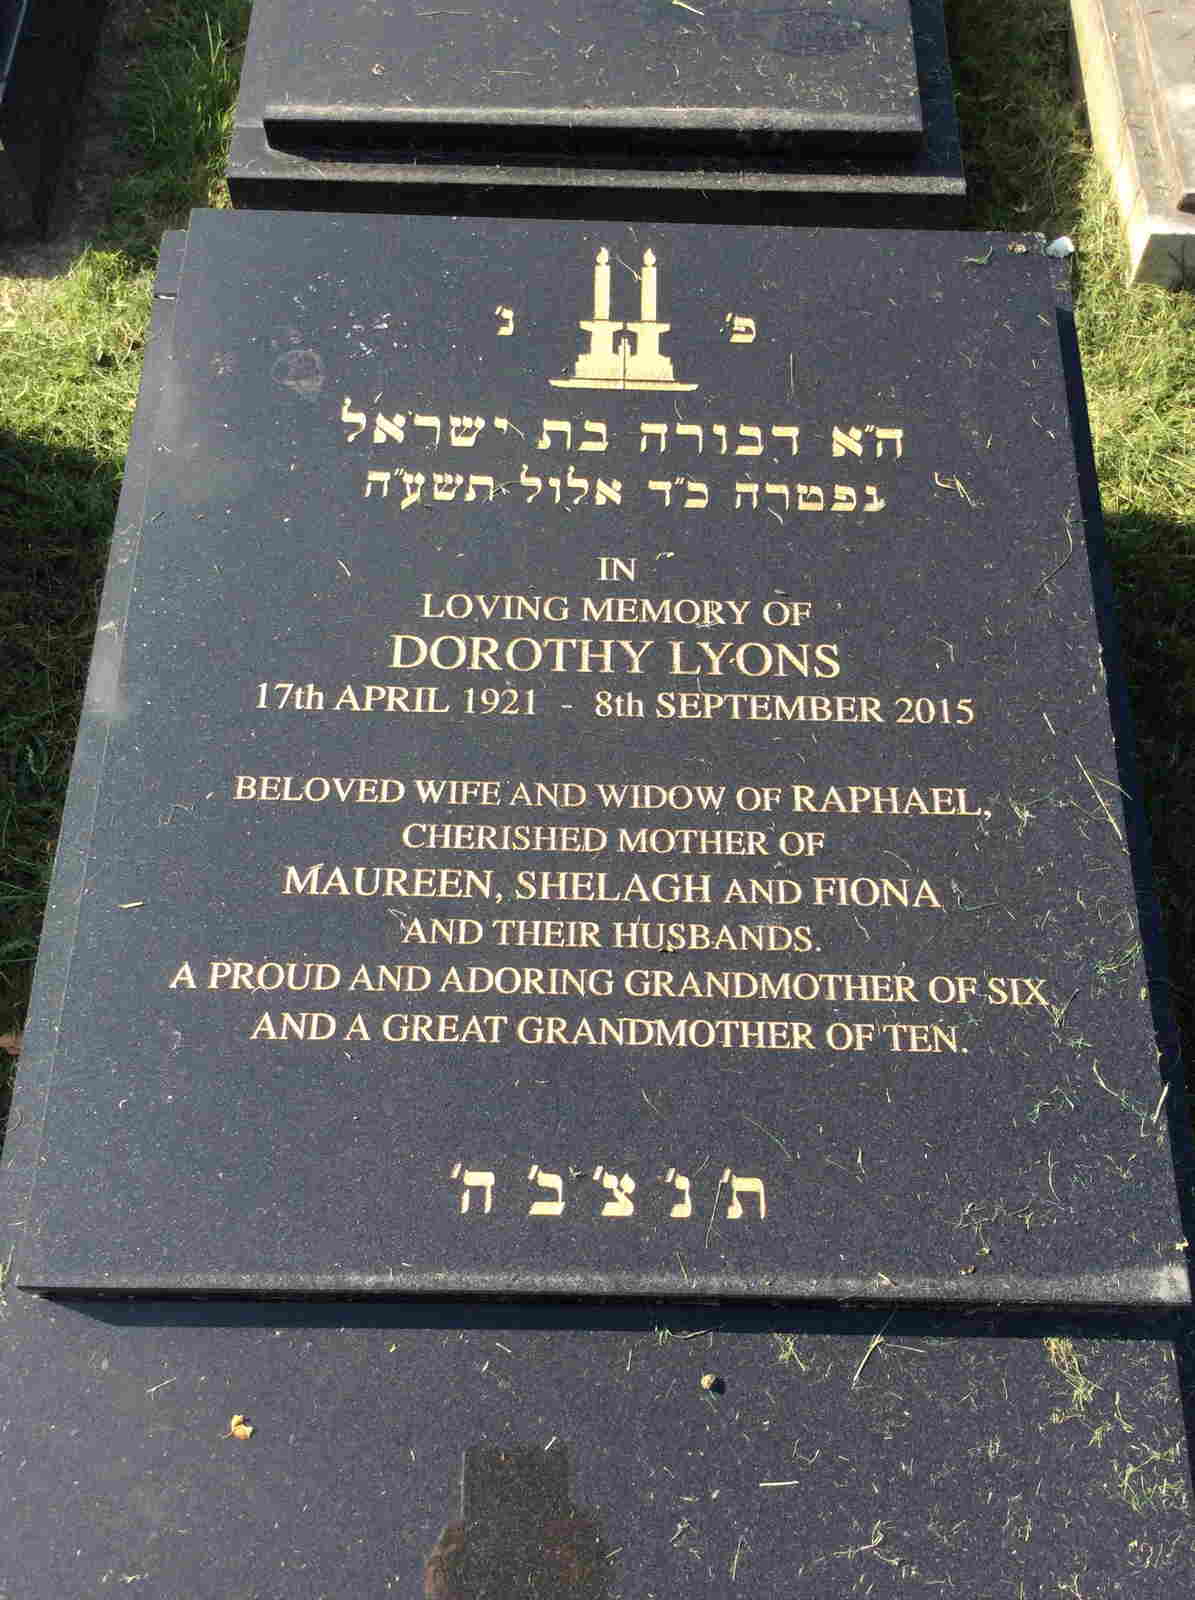 פ' נ'
ה"א דבורה בת ישראל
נפטרה כ"ד אלול תשע"ה
IN
LOVING MEMORY OF
DOROTHY LYONS
17th APRIL 1921 - 8th SEPTEMBER 2015
BELOVED WIFE AND WIDOW OF RAPHAEL,
CHERISHED MOTHER OF
MAUREEN, SHELAGH AND FIONA
AND THEIR HUSBANDS.
A PROUD AND ADORING GRANDMOTHER OF SIX
AND A GREAT GRANDMOTHER OF TEN.
ת' נ' צ' ב' ה'